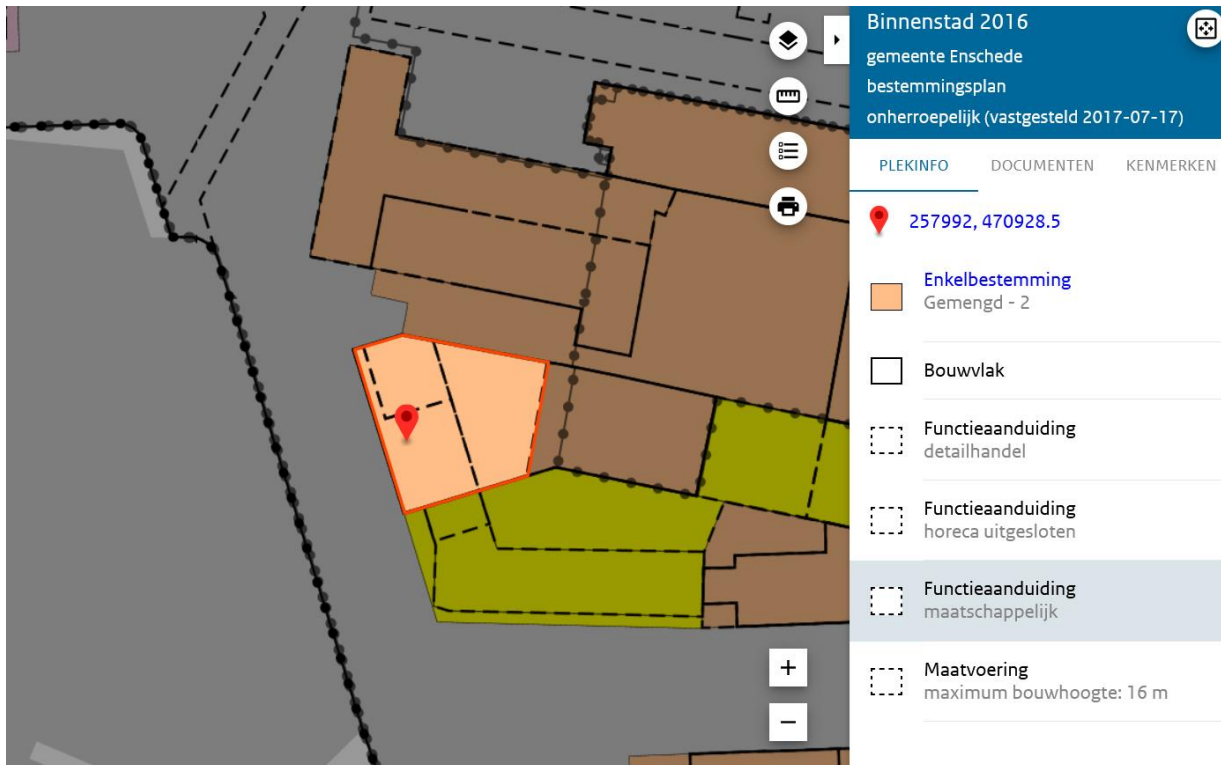 Binnenstad 2016
gemeente Enschede
bestemmingsplan
onherroepelijk (vastgesteld 2017-07-17)
PLEKINFO DOCUMENTEN KENMERKEN
257992, 470928.5
Enkelbestemming
Gemengd - 2
Bouwvlak
Functieaanduiding
detailhandel
Functieaanduiding
horeca uitgesloten
Functieaanduiding
maatschappelijk
Maatvoering
maximum bouwhoogte: 16 m